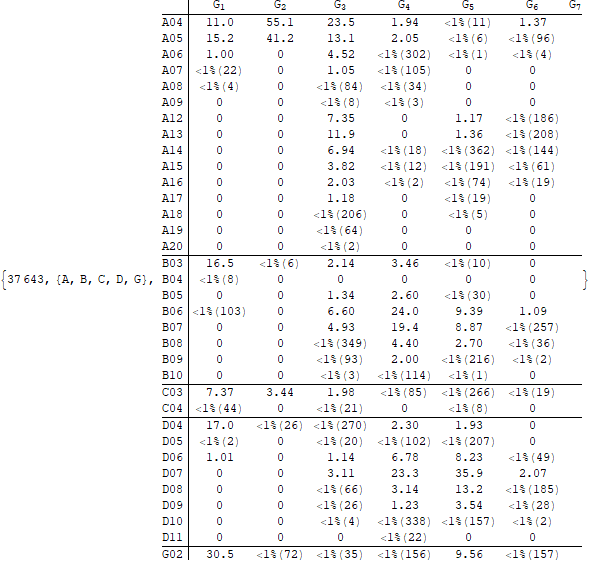 G1 G2 G3 G4 G5 G6 G7
A04 11.0 55.1 23.5 1.94 <1%(11) 1.37
A05 15.2 41.2 13.1 2.05 <1%(6) <1%(96)
A06 1.00 0 4.52 <1%(302) <1%(1) <1%(4)
A07 <1%(22) 0 1.05 <1%(105) 0 0
A08 <1%(4) 0 <1%(84) <1%(34) 0 0
A09 0 0 <1%(8) <1%(3) 0 0
A12 0 0 7.35 0 1.17 <1%(186)
A13 0 0 11.9 0 1.36 <1%(208)
A14 0 0 6.94 <1%(18) <1%(362) <1%(144)
A15 0 0 3.82 <1%(12) <1%(191) <1%(61)
A16 0 0 2.03 <1%(2) <1%(74) <1%(19)
A17 0 0 1.18 0 <1%(19) 0
A18 0 0 <1%(206) 0 <1%(5) 0
A19 0 0 <1%(64) 0 0 0
A20 0 0 <1%(2) 0 0 0
B03 16.5 <1%(6) 2.14 3.46 <1%(10) 0
{37643, {A, B, C, D, G}, B04 <1%(8) 0 0 0 0 0 }
B05 0 0 1.34 2.60 <1%(30) 0
B06 <1%(103) 0 6.60 24.0 9.39 1.09
B07 0 0 4.93 19.4 8.87 <1%(257)
B08 0 0 <1%(349) 4.40 2.70 <1%(36)
B09 0 0 <1%(93) 2.00 <1%(216) <1%(2)
B10 0 0 <1%(3) <1%(114) <1%(1) 0
C03 7.37 3.44 1.98 <1%(85) <1%(266) <1%(19)
C04 <1%(44) 0 <1%(21) 0 <1%(8) 0
D04 17.0 <1%(26) <1%(270) 2.30 1.93 0
D05 <1%(2) 0 <1%(20) <1%(102) <1%(207) 0
D06 1.01 0 1.14 6.78 8.23 <1%(49)
D07 0 0 3.11 23.3 35.9 2.07
D08 0 0 <1%(66) 3.14 13.2 <1%(185)
D09 0 0 <1%(26) 1.23 3.54 <1%(28)
D10 0 0 <1%(4) <1%(338) <1%(157) <1%(2)
D11 0 0 0 <1%(22) 0 0
G02 30.5 <1%(72) <1%(35) <1%(156) 9.56 <1%(157)